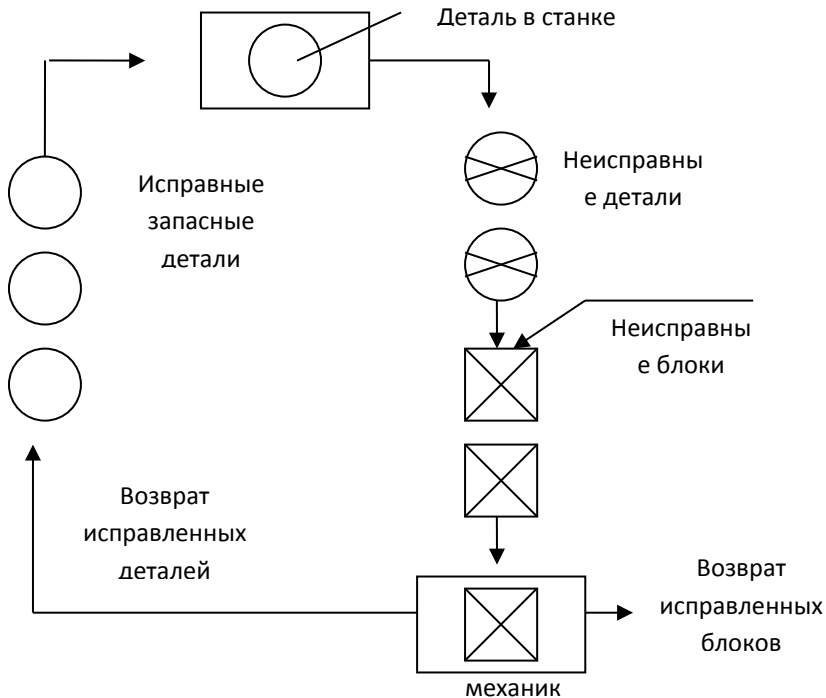 Деталь в станке
Исправные
запасные
детали
Неисправны
е детали
Неисправны
е блоки
Возврат
исправленных
деталей
Возврат
исправленных
блоков
механик